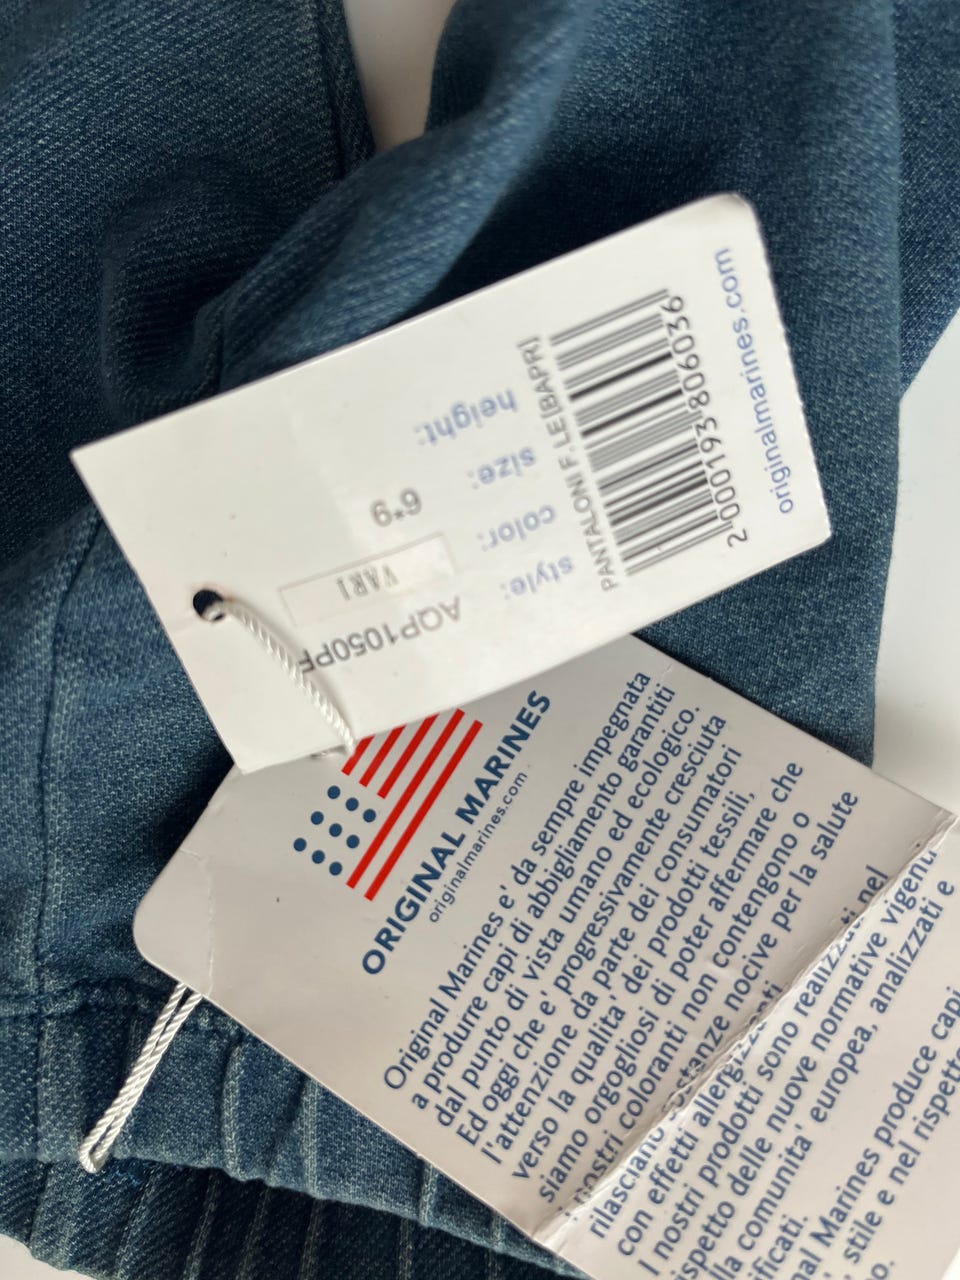 originalmarines.com
2 000193 806036
PANTALONI F. LE(BAPR)
style:
color:
size:
height:
AQP1050PF
VAR1
6*9
ORIGINAL MARINES
originalmarines.com
Original Marines e' da sempre impegnata
a produrre capi di abbigliamento garantiti
dal punto di vista umano ed ecologico.
Ed oggi che e' progressivamente cresciuta
l'attenzione da parte dei consumatori
verso la qualita' dei prodotti tessili,
siamo orgogliosi di poter affermare che
nostri coloranti non contengono o
rilasciano sostanze nocive per la salute
con effetti allergizzanti
I nostri prodotti sono realizzati nel
rispetto delle nuove normative vigenti
lla comunita' europea, analizzati e
ificati.
nal Marines produce capi
stile e nel rispetto
o.